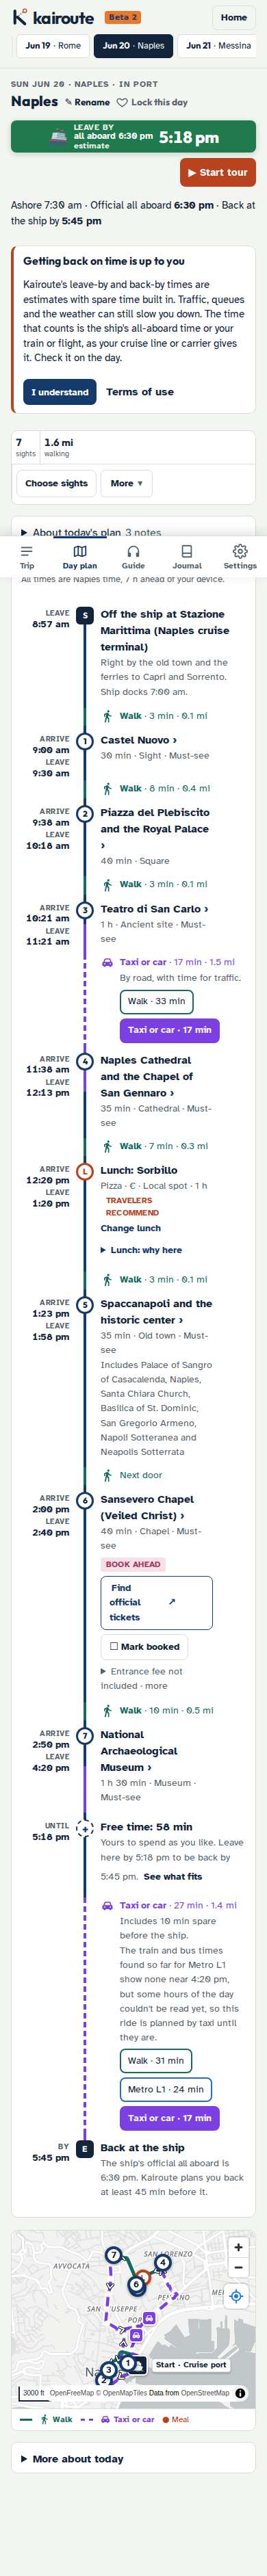 kairoute Beta 2 Home
Jun 19 · Rome Jun 20 · Naples Jun 21 · Messina
SUN JUN 20 · NAPLES · IN PORT
Naples ✎ Rename ♡ Lock this day
LEAVE BY
all aboard 6:30 pm
estimate
5:18 pm
▶ Start tour
Ashore 7:30 am · Official all aboard 6:30 pm · Back at
the ship by 5:45 pm
Getting back on time is up to you
Kairoute's leave-by and back-by times are
estimates with spare time built in. Traffic, queues
and the weather can still slow you down. The time
that counts is the ship's all-aboard time or your
train or flight, as your cruise line or carrier gives
it. Check it on the day.
I understand Terms of use
7 1.6 mi
sights walking
Choose sights More ▾
▶ About today's plan 3 notes
Trip Day plan Guide Journal Settings
All times are Naples time, 7 h ahead of your device.
LEAVE
8:57 am
S
Off the ship at Stazione
Marittima (Naples cruise
terminal)
Right by the old town and the
ferries to Capri and Sorrento.
Ship docks 7:00 am.
Walk · 3 min · 0.1 mi
ARRIVE
9:00 am
LEAVE
9:30 am
1
Castel Nuovo ›
30 min · Sight · Must-see
Walk · 8 min · 0.4 mi
ARRIVE
9:38 am
LEAVE
10:18 am
2
Piazza del Plebiscito
and the Royal Palace
›
40 min · Square
Walk · 3 min · 0.1 mi
ARRIVE
10:21 am
LEAVE
11:21 am
3
Teatro di San Carlo ›
1 h · Ancient site · Must-
see
Taxi or car · 17 min · 1.5 mi
By road, with time for traffic.
Walk · 33 min
Taxi or car · 17 min
ARRIVE
11:38 am
LEAVE
12:13 pm
4
Naples Cathedral
and the Chapel of
San Gennaro ›
35 min · Cathedral · Must-
see
Walk · 7 min · 0.3 mi
ARRIVE
12:20 pm
LEAVE
1:20 pm
L
Lunch: Sorbillo
Pizza · € · Local spot · 1 h
TRAVELERS
RECOMMEND
Change lunch
▶ Lunch: why here
Walk · 3 min · 0.1 mi
ARRIVE
1:23 pm
LEAVE
1:58 pm
5
Spaccanapoli and the
historic center ›
35 min · Old town · Must-
see
Includes Palace of Sangro
of Casacalenda, Naples,
Santa Chiara Church,
Basilica of St. Dominic,
San Gregorio Armeno,
Napoli Sotteranea and
Neapolis Sotterrata
Next door
ARRIVE
2:00 pm
LEAVE
2:40 pm
6
Sansevero Chapel
(Veiled Christ) ›
40 min · Chapel · Must-
see
BOOK AHEAD
Find
official
tickets
↗
☐ Mark booked
▶ Entrance fee not
included · more
Walk · 10 min · 0.5 mi
ARRIVE
2:50 pm
LEAVE
4:20 pm
7
National
Archaeological
Museum ›
1 h 30 min · Museum ·
Must-see
UNTIL
5:18 pm
+
Free time: 58 min
Yours to spend as you like. Leave
here by 5:18 pm to be back by
5:45 pm. See what fits
Taxi or car · 27 min · 1.4 mi
Includes 10 min spare
before the ship.
The train and bus times
found so far for Metro L1
show none near 4:20 pm,
but some hours of the day
couldn't be read yet, so this
ride is planned by taxi until
they are.
Walk · 31 min
Metro L1 · 24 min
Taxi or car · 17 min
BY
5:45 pm
E
Back at the ship
The ship's official all aboard is
6:30 pm. Kairoute plans you back
at least 45 min before it.
7 SAN LORENZO 4
AVVOCATA
6
SAN USEPPE
3 1
2
Start · Cruise port
3000 ft OpenFreeMap © OpenMapTiles Data from OpenStreetMap
Walk Taxi or car Meal
▶ More about today